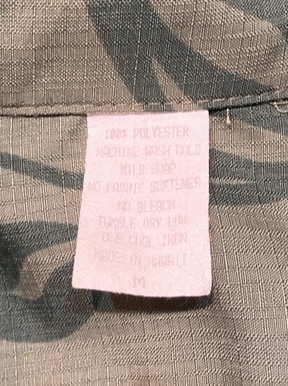 100% POLYESTER
MACHINE WASH COLD
MILD SOAP
NO FABRIC SOFTENER
NO BLEACH
TUMBLE DRY LOW
USE COOL IRON
MADE IN HAWAII
M